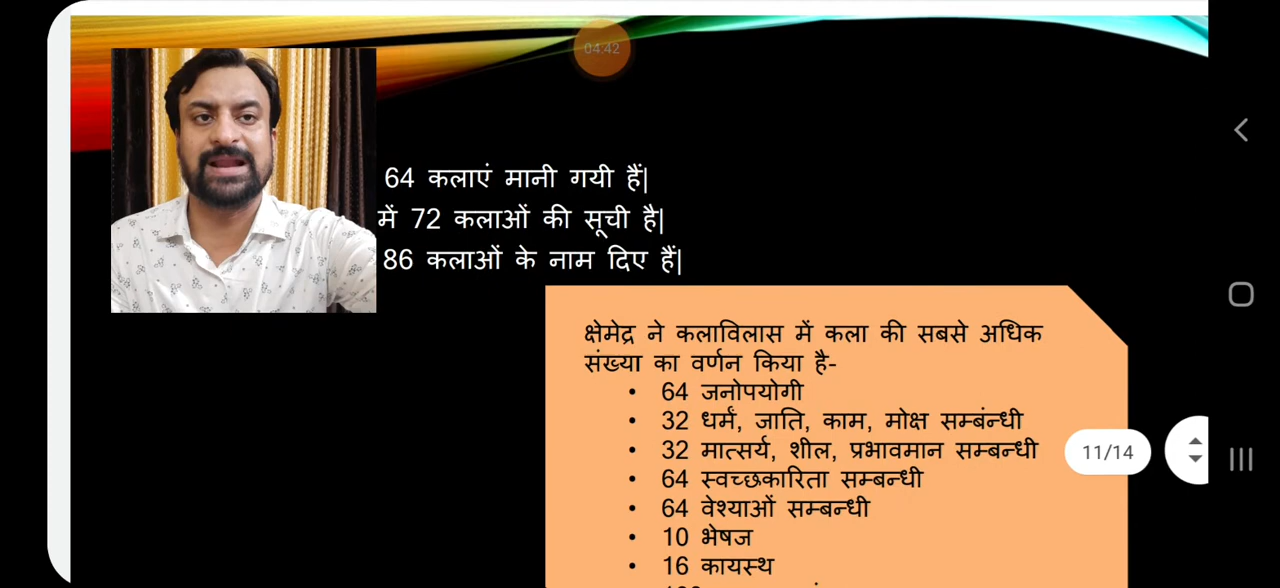 04:42
64 कलाएं मानी गयी हैं|
में 72 कलाओं की सूची है|
86 कलाओं के नाम दिए हैं|
क्षेमेद्र ने कलाविलास में कला की सबसे अधिक
संख्या का वर्णन किया है-
• 64 जनोपयोगी
• 32 धर्मं, जाति, काम, मोक्ष सम्बंन्धी
• 32 मात्सर्य, शील, प्रभावमान सम्बन्धी
• 64 स्वच्छकारिता सम्बन्धी
• 64 वेश्याओं सम्बन्धी
• 10 भेषज
• 16 कायस्थ
11/14